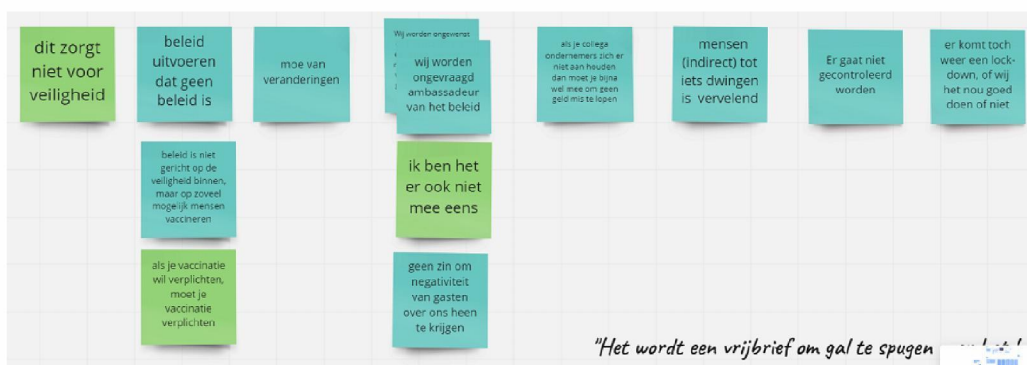 dit zorgt
niet voor
veiligheid
beleid
uitvoeren
dat geen
beleid is
moe van
veranderingen
Wij worden ongewenst
wij worden
ongevraagd
ambassadeur
van het beleid
als je collega
ondernemers zich er
niet aan houden
dan moet je bijna
wel mee om geen
geld mis te lopen
mensen
(indirect) tot
iets dwingen
is vervelend
Er gaat niet
gecontroleerd
worden
er komt toch
weer een lock-
down, of wij
het nou goed
doen of niet
beleid is niet
gericht op de
veiligheid binnen,
maar op zoveel
mogelijk mensen
vaccineren
ik ben het
er ook niet
mee eens
als je vaccinatie
wil verplichten,
moet je
vaccinatie
verplichten
geen zin om
negativiteit
van gasten
over ons heen
te krijgen
"Het wordt een vrijbrief om gal te spugen